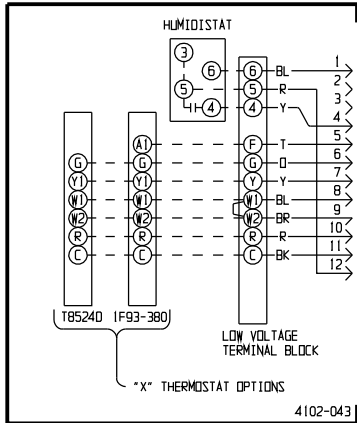 HUMIDISTAT
3
6 6 BL 1
5 5 R 2
4 4 Y 3
4
A1 F T 5
G G G O 6
Y1 Y1 Y Y 7
W1 W1 W1 BL 8
W2 W2 W2 BR 9
R R R R 10
C C C BK 11
12
T8524D 1F93-380
LOW VOLTAGE
TERMINAL BLOCK
"X" THERMOSTAT OPTIONS
4102-043